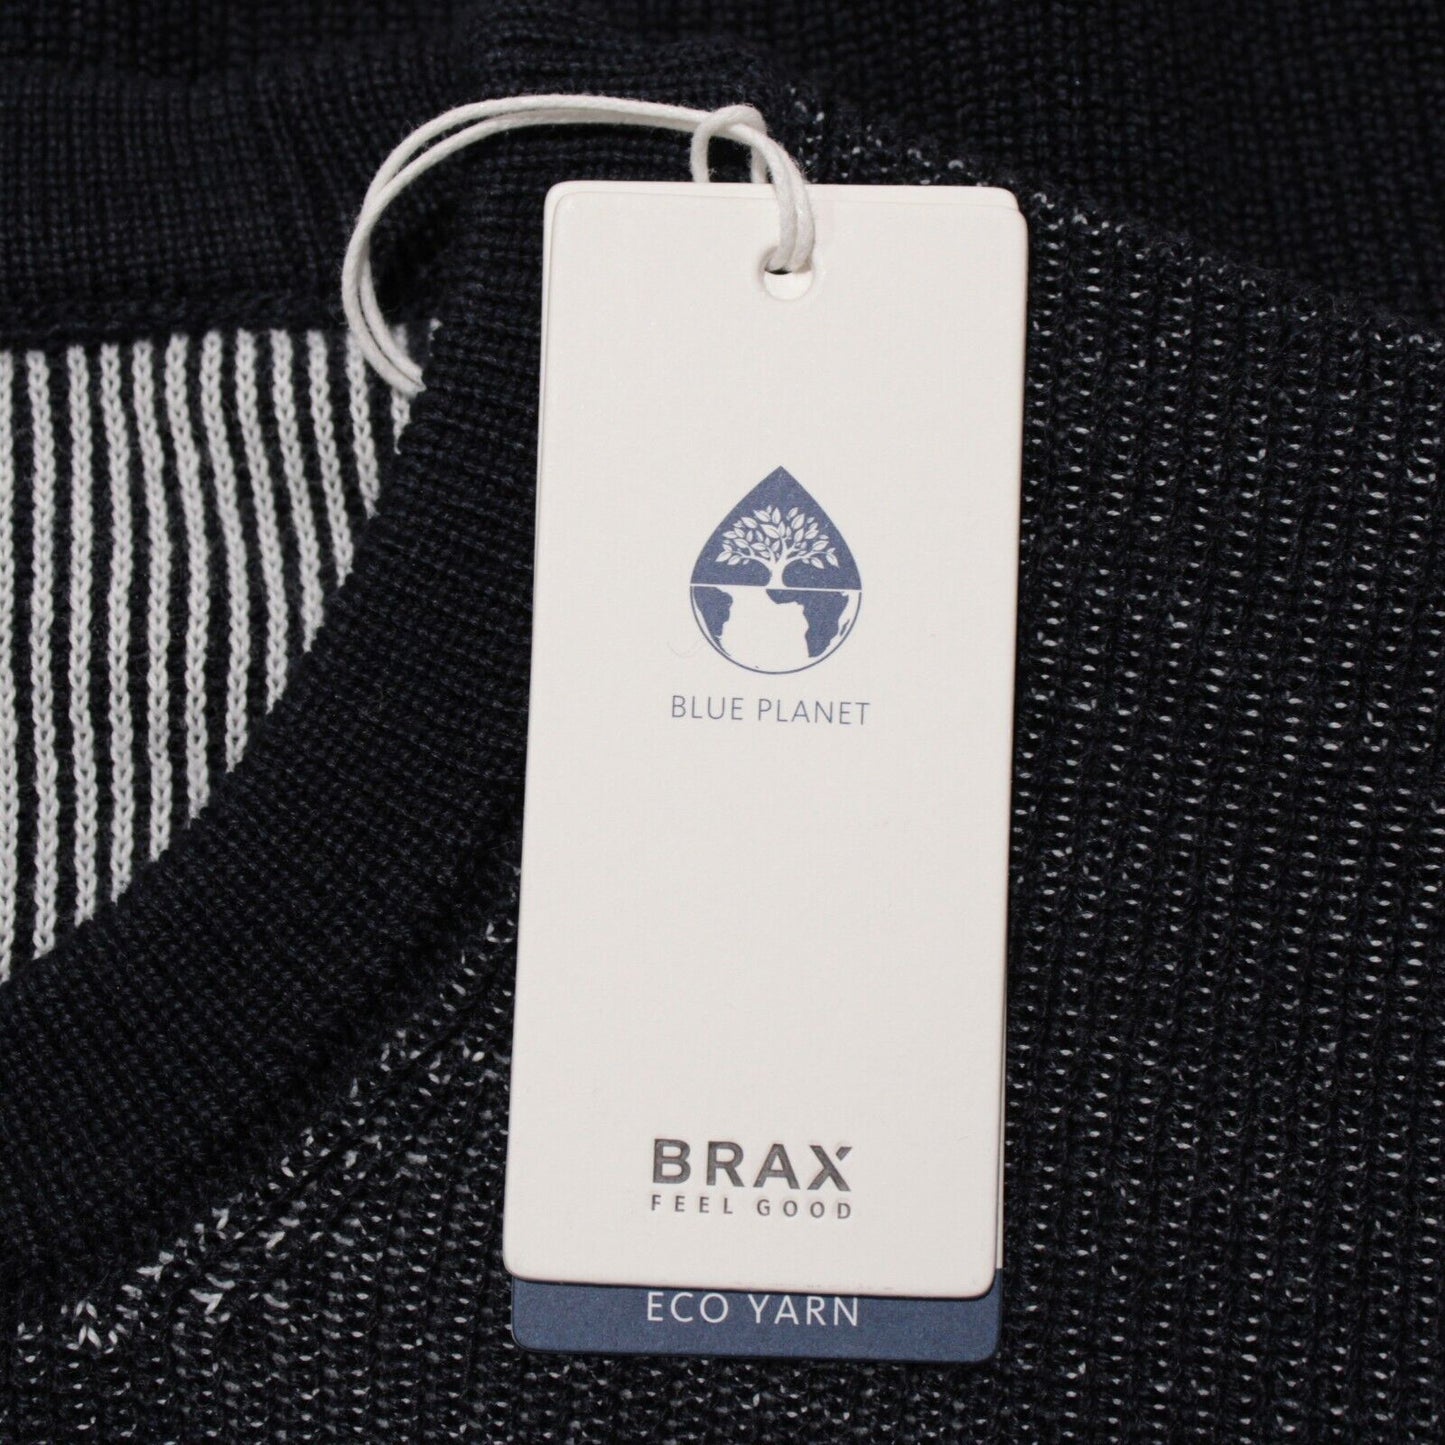 BLUE PLANET
BRAX
FEEL GOOD
ECO YARN